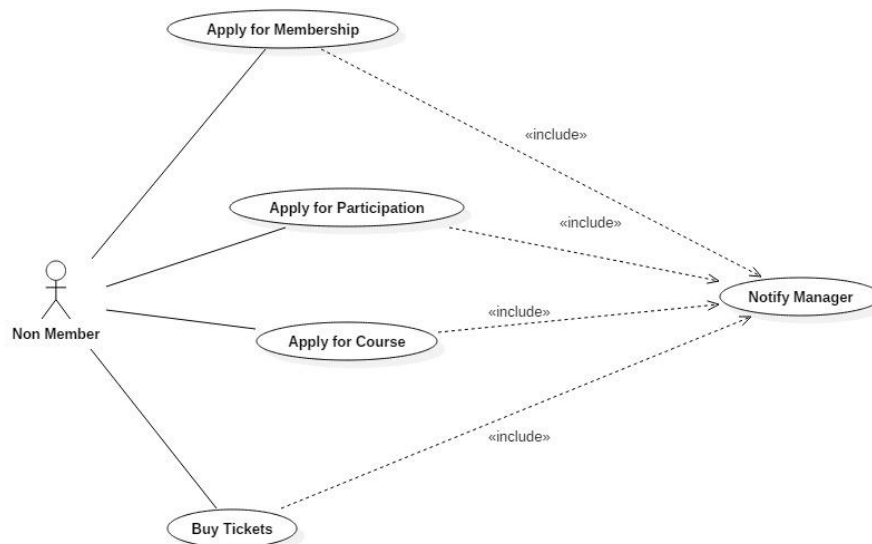 Apply for Membership
«include»
Apply for Participation
«include»
Non Member
Notify Manager
«include»
Apply for Course
«include»
Buy Tickets